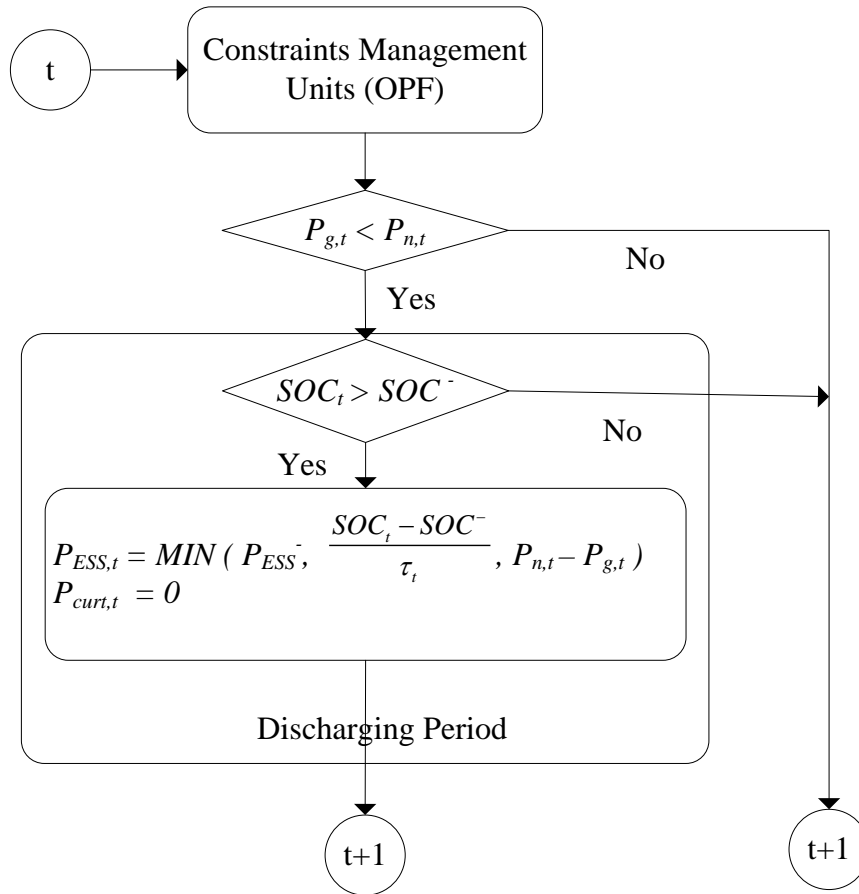 t
Constraints Management
Units (OPF)
P_{g,t} < P_{n,t}
No
Yes
SOC_t > SOC^-
No
Yes
P_{ESS,t} = MIN ( P_{ESS}^-, \frac{SOC_t – SOC^–}{τ_t}, P_{n,t} – P_{g,t} )
P_{curt,t} = 0
Discharging Period
t+1
t+1